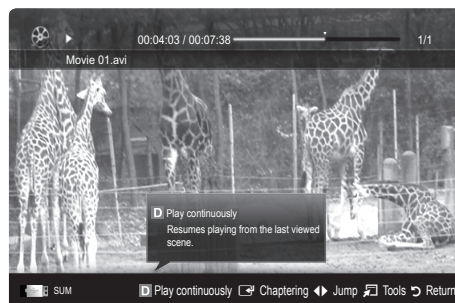 00:04:03 / 00:07:38 1/1
Movie 01.avi
D Play continuously
Resumes playing from the last viewed
scene.
SUM D Play continuously Chaptering Jump Tools Return